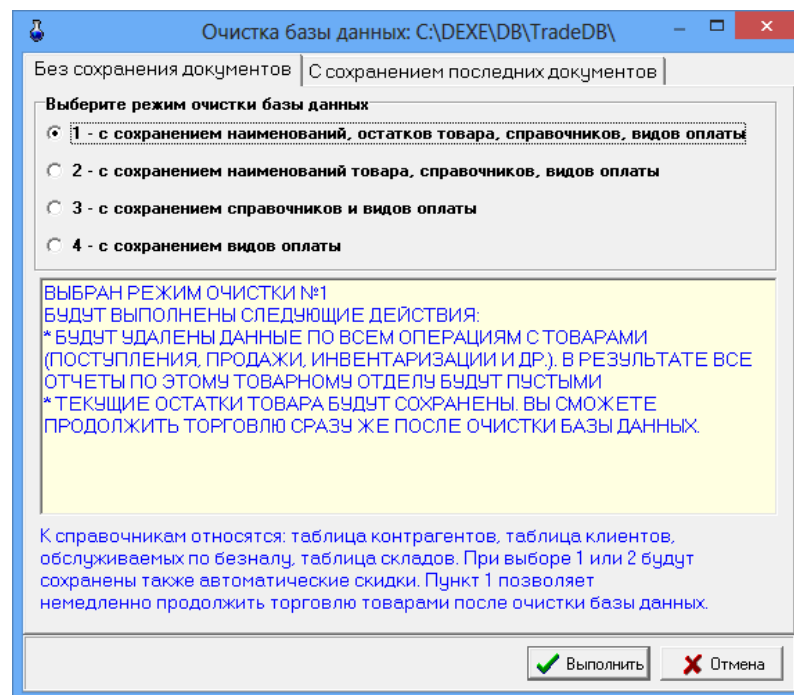 Очистка базы данных: C:\DEXE\DB\TradeDB\
Без сохранения документов
С сохранением последних документов
Выберите режим очистки базы данных
1 - с сохранением наименований, остатков товара, справочников, видов оплаты
2 - с сохранением наименований товара, справочников, видов оплаты
3 - с сохранением справочников и видов оплаты
4 - с сохранением видов оплаты
ВЫБРАН РЕЖИМ ОЧИСТКИ №1
БУДУТ ВЫПОЛНЕНЫ СЛЕДУЮЩИЕ ДЕЙСТВИЯ:
* БУДУТ УДАЛЕНЫ ДАННЫЕ ПО ВСЕМ ОПЕРАЦИЯМ С ТОВАРАМИ
(ПОСТУПЛЕНИЯ, ПРОДАЖИ, ИНВЕНТАРИЗАЦИИ И ДР.). В РЕЗУЛЬТАТЕ ВСЕ
ОТЧЕТЫ ПО ЭТОМУ ТОВАРНОМУ ОТДЕЛУ БУДУТ ПУСТЫМИ
* ТЕКУЩИЕ ОСТАТКИ ТОВАРА БУДУТ СОХРАНЕНЫ. ВЫ СМОЖЕТЕ
ПРОДОЛЖИТЬ ТОРГОВЛЮ СРАЗУ ЖЕ ПОСЛЕ ОЧИСТКИ БАЗЫ ДАННЫХ.
К справочникам относятся: таблица контрагентов, таблица клиентов,
обслуживаемых по безналу, таблица складов. При выборе 1 или 2 будут
сохранены также автоматические скидки. Пункт 1 позволяет
немедленно продолжить торговлю товарами после очистки базы данных.
Выполнить
Отмена